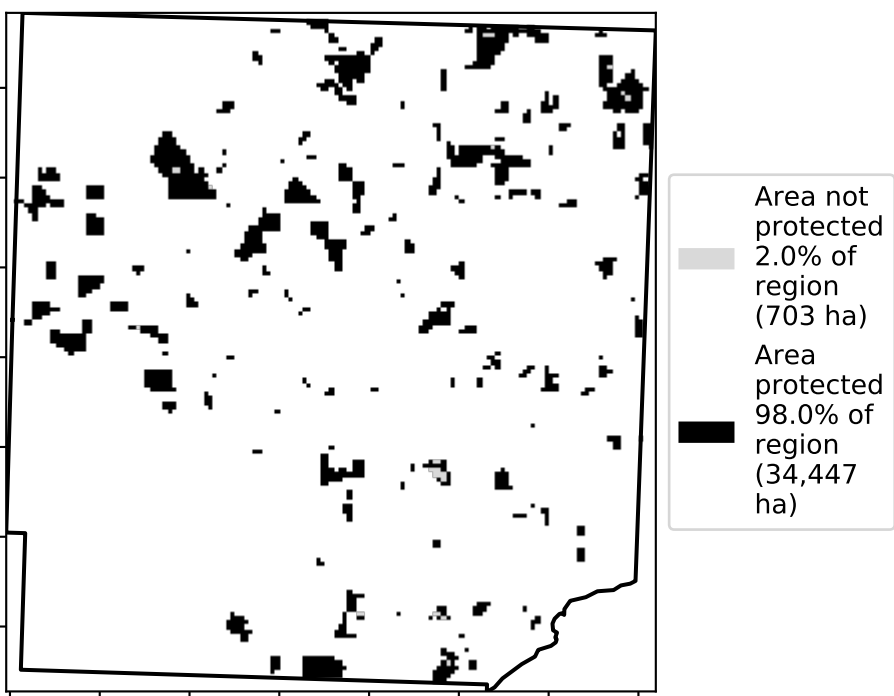 Area not
protected
2.0% of
region
(703 ha)
Area
protected
98.0% of
region
(34,447
ha)